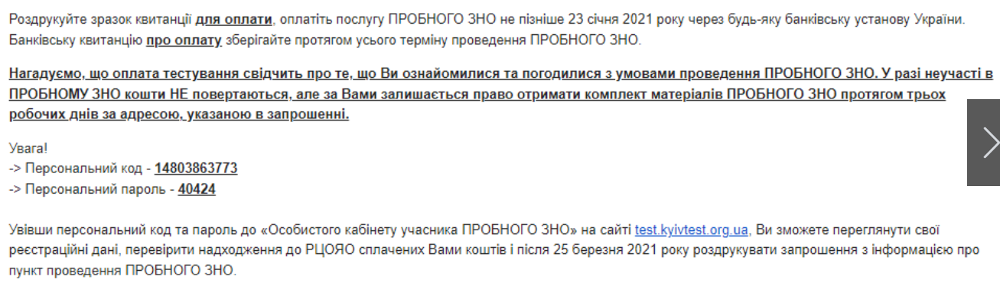 Роздрукуйте зразок квитанції для оплати, оплатіть послугу ПРОБНОГО ЗНО не пізніше 23 січня 2021 року через будь-яку банківську установу України.
Банківську квитанцію про оплату зберігайте протягом усього терміну проведення ПРОБНОГО ЗНО.
Нагадуємо, що оплата тестування свідчить про те, що Ви ознайомилися та погодилися з умовами проведення ПРОБНОГО ЗНО. У разі неучасті в
ПРОБНОМУ ЗНО кошти НЕ повертаються, але за Вами залишається право отримати комплект матеріалів ПРОБНОГО ЗНО протягом трьох
робочих днів за адресою, указаною в запрошенні.
Увага!
-> Персональний код - 14803863773
-> Персональний пароль - 40424
Увівши персональний код та пароль до «Особистого кабінету учасника ПРОБНОГО ЗНО» на сайті test.kyivtest.org.ua, Ви зможете переглянути свої
реєстраційні дані, перевірити надходження до РЦОЯО сплачених Вами коштів і після 25 березня 2021 року роздрукувати запрошення з інформацією про
пункт проведення ПРОБНОГО ЗНО.